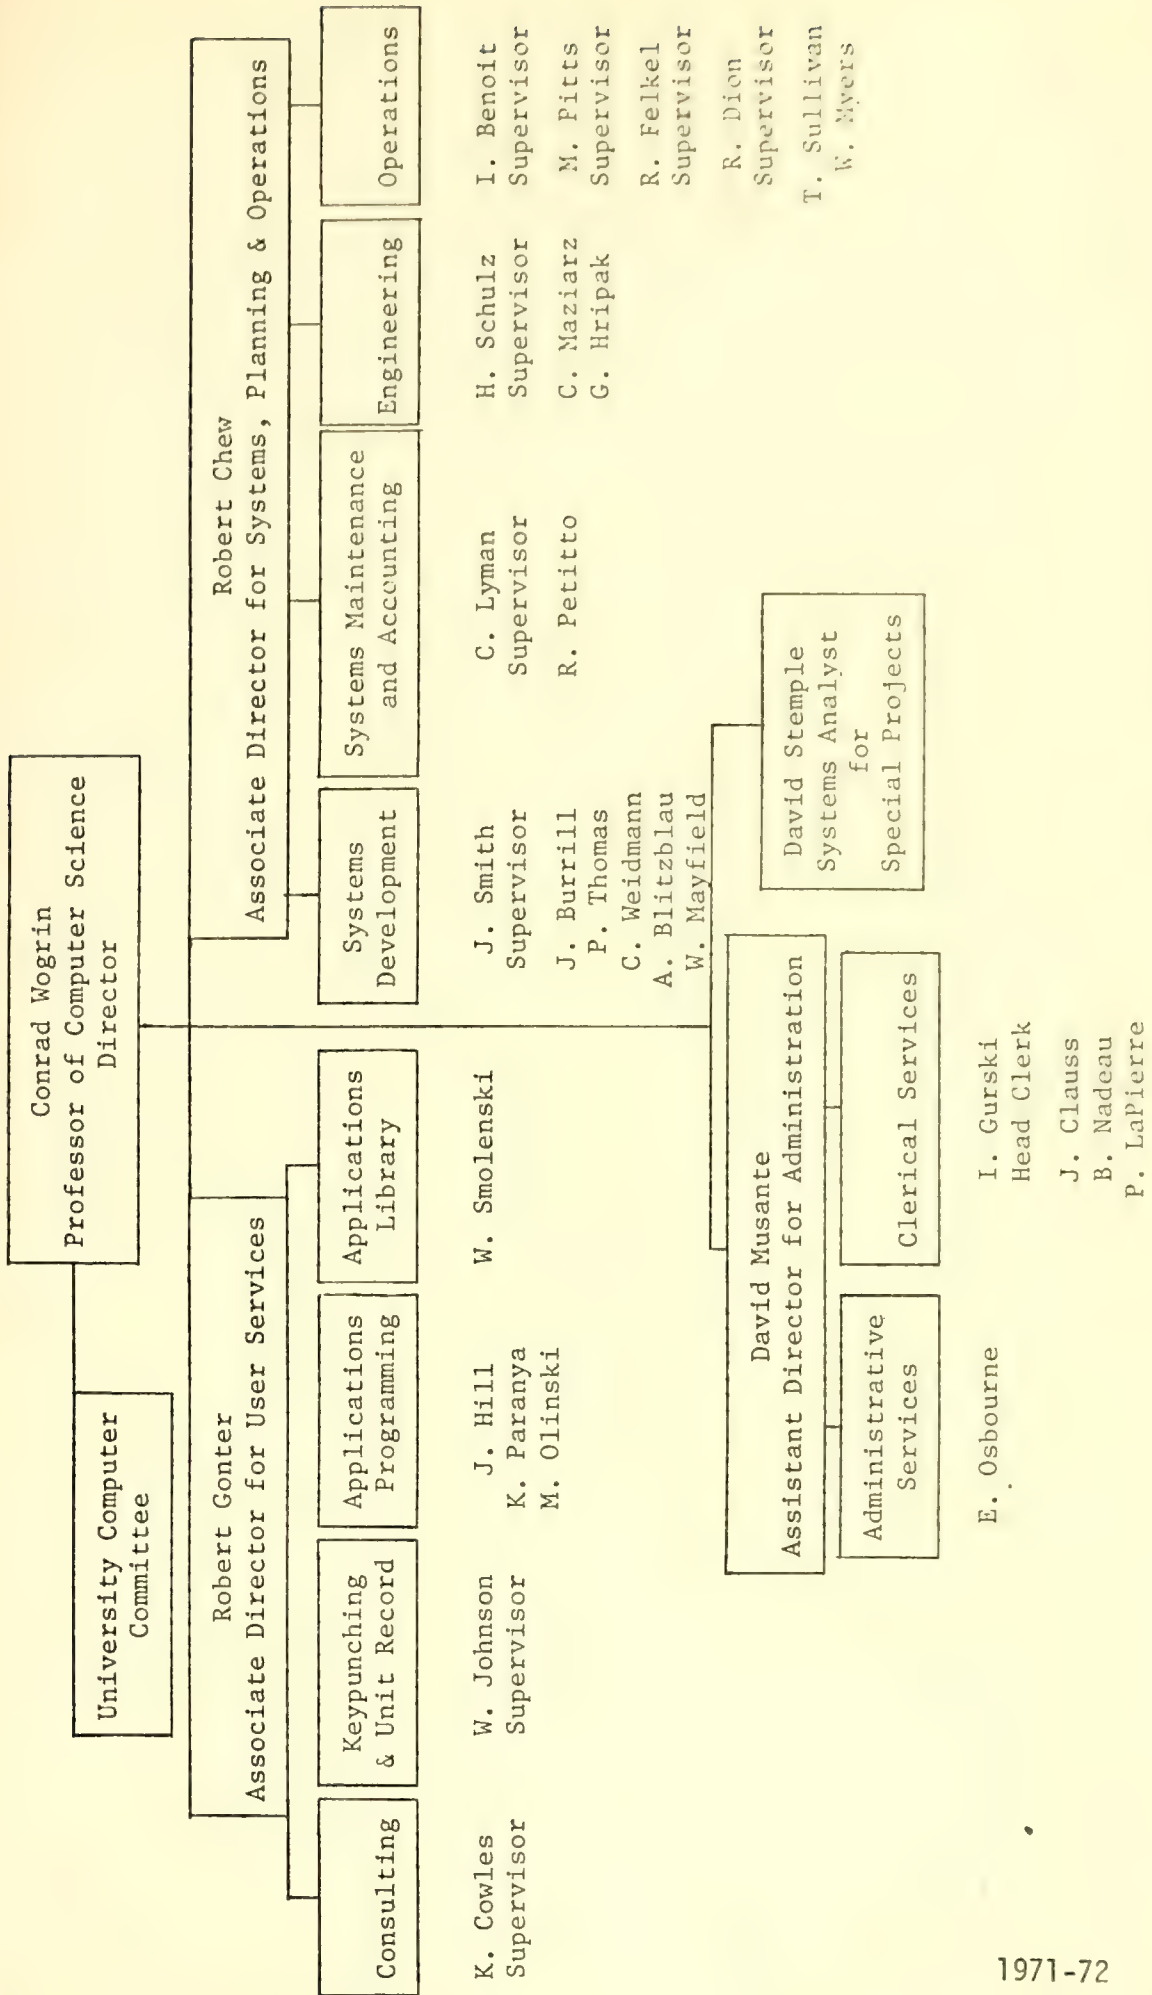 Conrad Wogrin
Professor of Computer Science
Director
University Computer
Committee
Robert Gonter
Associate Director for User Services
Robert Chew
Associate Director for Systems, Planning & Operations
Consulting
K. Cowles
Supervisor
Keypunching
& Unit Record
W. Johnson
Supervisor
Applications
Programming
J. Hill
K. Paranya
M. Olinski
Applications
Library
W. Smolenski
Systems
Development
J. Smith
Supervisor
J. Burrill
P. Thomas
C. Weidmann
A. Blitzblau
W. Mayfield
Systems Maintenance
and Accounting
C. Lyman
Supervisor
R. Petitto
Engineering
H. Schulz
Supervisor
C. Maziarz
G. Hripak
Operations
I. Benoit
Supervisor
M. Pitts
Supervisor
R. Felkel
Supervisor
R. Dion
Supervisor
T. Sullivan
W. Myers
David Musante
Assistant Director for Administration
Administrative
Services
E. Osbourne
Clerical Services
I. Gurski
Head Clerk
J. Clauss
B. Nadeau
P. LaPierre
David Stemple
Systems Analyst
for
Special Projects
1971-72